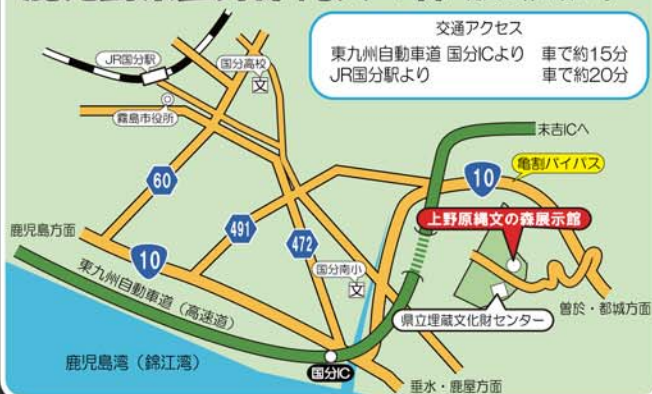 交通アクセス
東九州自動車道 国分ICより 車で約15分
JR国分駅より 車で約20分
JR国分駅
国分高校
文
霧島市役所
末吉ICへ
10
亀割バイパス
60
491
472
上野原縄文の森展示館
鹿児島方面
10
国分南小
文
東九州自動車道（高速道）
県立埋蔵文化財センター
曽於・都城方面
鹿児島湾（錦江湾）
国分IC
垂水・鹿屋方面